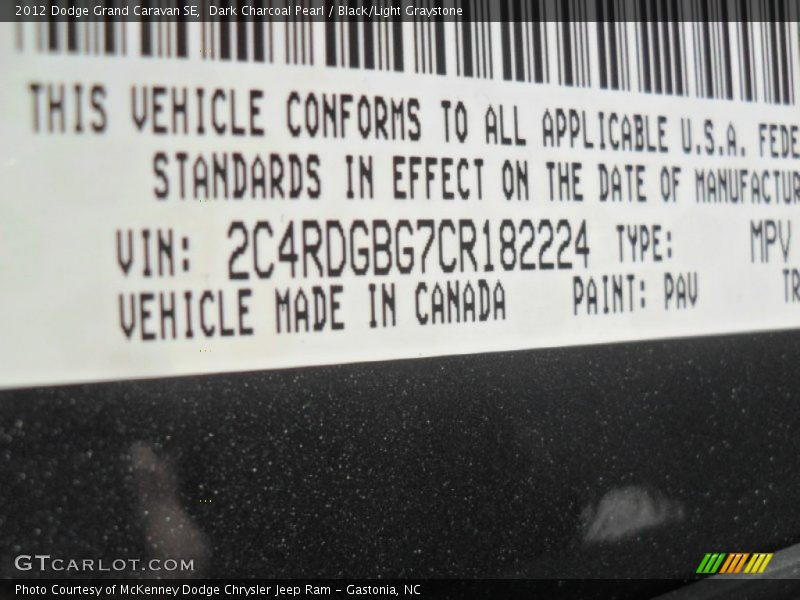 2012 Dodge Grand Caravan SE, Dark Charcoal Pearl / Black/Light Graystone
THIS VEHICLE CONFORMS TO ALL APPLICABLE U.S.A. FEDE
STANDARDS IN EFFECT ON THE DATE OF MANUFACTUR
VIN: 2C4RDGBG7CR182224 TYPE: MPV
VEHICLE MADE IN CANADA PAINT: PAV TR
GTCARLOT.COM
Photo Courtesy of McKenney Dodge Chrysler Jeep Ram - Gastonia, NC